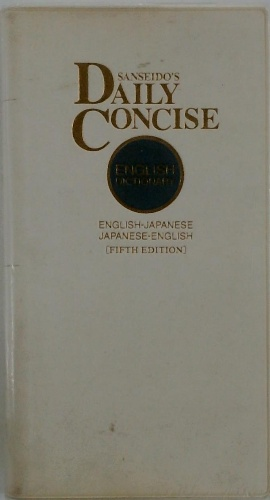 SANSEIDO'S
DAILY
CONCISE
ENGLISH
DICTIONARY
ENGLISH-JAPANESE
JAPANESE-ENGLISH
[FIFTH EDITION]